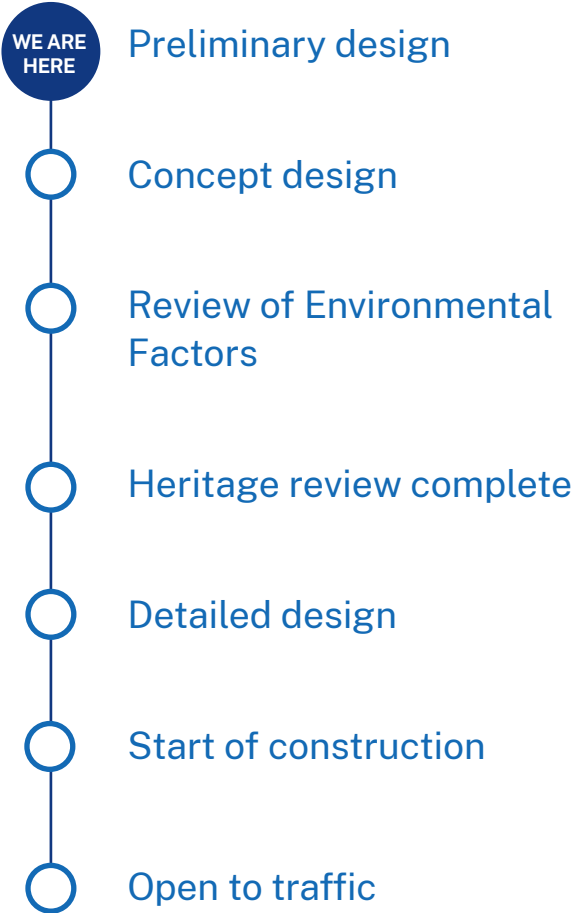 WE ARE
HERE
Preliminary design
Concept design
Review of Environmental
Factors
Heritage review complete
Detailed design
Start of construction
Open to traffic